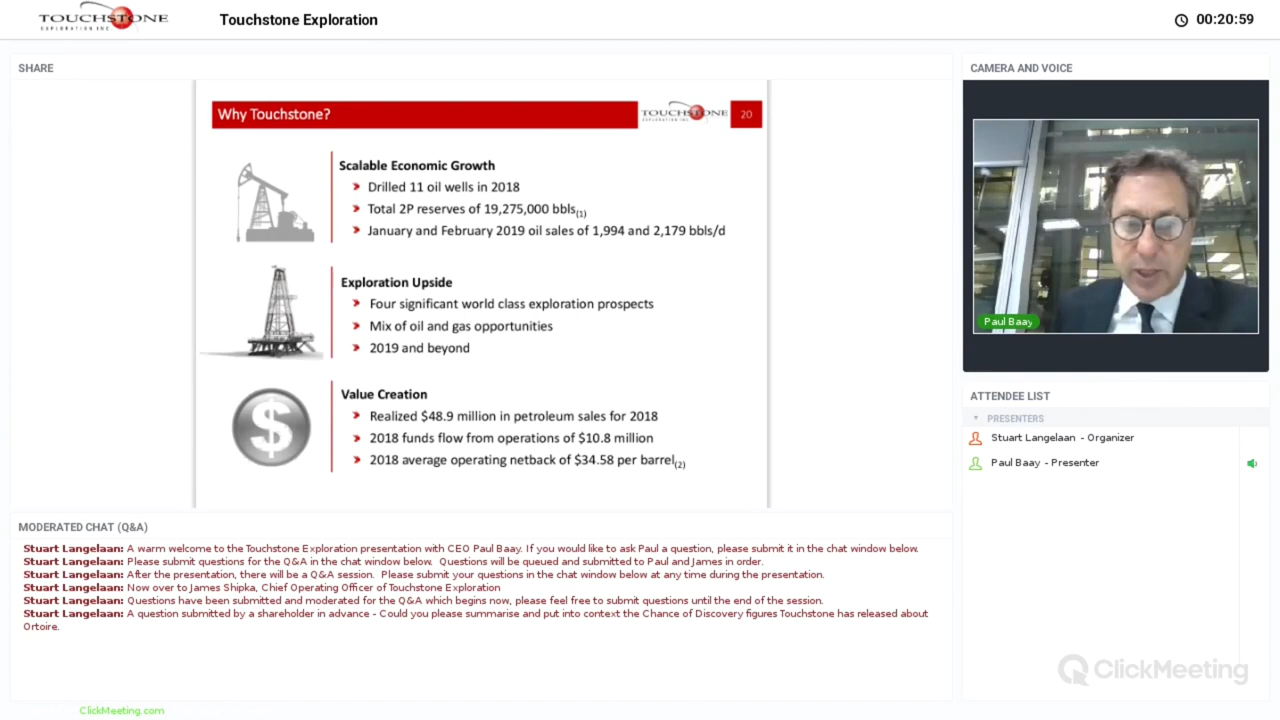 TOUCHSTONE
EXPLORATION INC.
Touchstone Exploration
00:20:59
SHARE
Why Touchstone?
TOUCHSTONE
EXPLORATION INC.
20
Scalable Economic Growth
Drilled 11 oil wells in 2018
Total 2P reserves of 19,275,000 bbls(1)
January and February 2019 oil sales of 1,994 and 2,179 bbls/d
Exploration Upside
Four significant world class exploration prospects
Mix of oil and gas opportunities
2019 and beyond
Value Creation
Realized $48.9 million in petroleum sales for 2018
2018 funds flow from operations of $10.8 million
2018 average operating netback of $34.58 per barrel(2)
$
CAMERA AND VOICE
Paul Baay
ATTENDEE LIST
PRESENTERS
Stuart Langelaan - Organizer
Paul Baay - Presenter
MODERATED CHAT (Q&A)
Stuart Langelaan: A warm welcome to the Touchstone Exploration presentation with CEO Paul Baay. If you would like to ask Paul a question, please submit it in the chat window below.
Stuart Langelaan: Please submit questions for the Q&A in the chat window below. Questions will be queued and submitted to Paul and James in order.
Stuart Langelaan: After the presentation, there will be a Q&A session. Please submit your questions in the chat window below at any time during the presentation.
Stuart Langelaan: Now over to James Shipka, Chief Operating Officer of Touchstone Exploration
Stuart Langelaan: Questions have been submitted and moderated for the Q&A which begins now, please feel free to submit questions until the end of the session.
Stuart Langelaan: A question submitted by a shareholder in advance - Could you please summarise and put into context the Chance of Discovery figures Touchstone has released about
Ortoire.
ClickMeeting
ClickMeeting.com